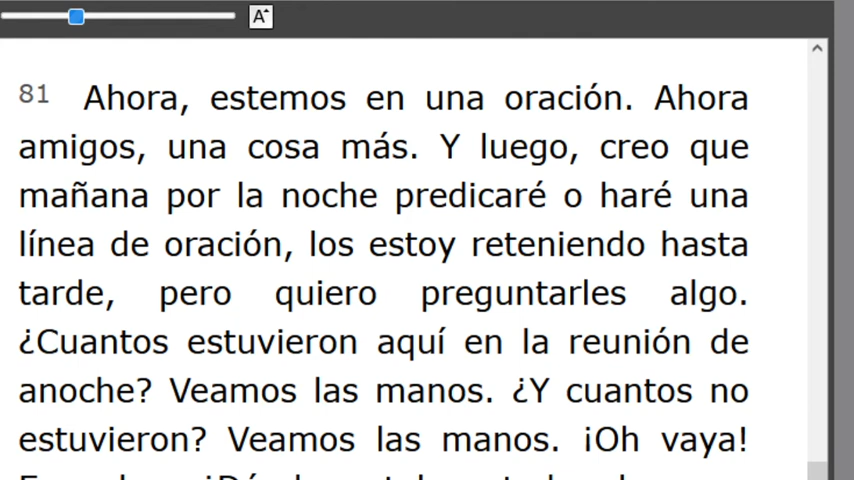 A
81 Ahora, estemos en una oración. Ahora
amigos, una cosa más. Y luego, creo que
mañana por la noche predicaré o haré una
línea de oración, los estoy reteniendo hasta
tarde, pero quiero preguntarles algo.
¿Cuantos estuvieron aquí en la reunión de
anoche? Veamos las manos. ¿Y cuantos no
estuvieron? Veamos las manos. ¡Oh vaya!